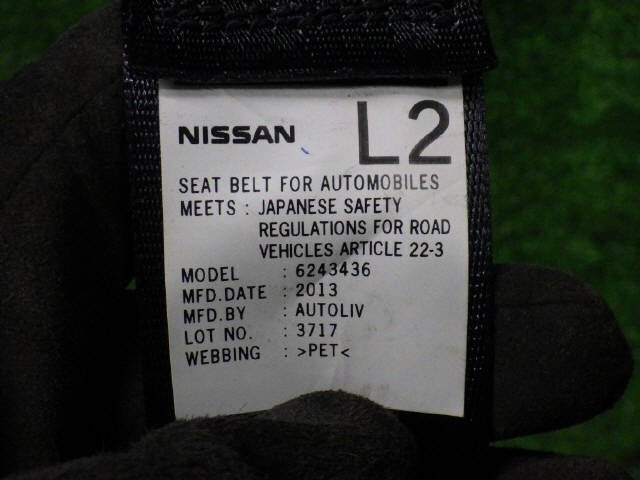 NISSAN L2
SEAT BELT FOR AUTOMOBILES
MEETS : JAPANESE SAFETY
REGULATIONS FOR ROAD
VEHICLES ARTICLE 22-3
MODEL : 6243436
MFD.DATE : 2013
MFD.BY : AUTOLIV
LOT NO. : 3717
WEBBING : >PET<